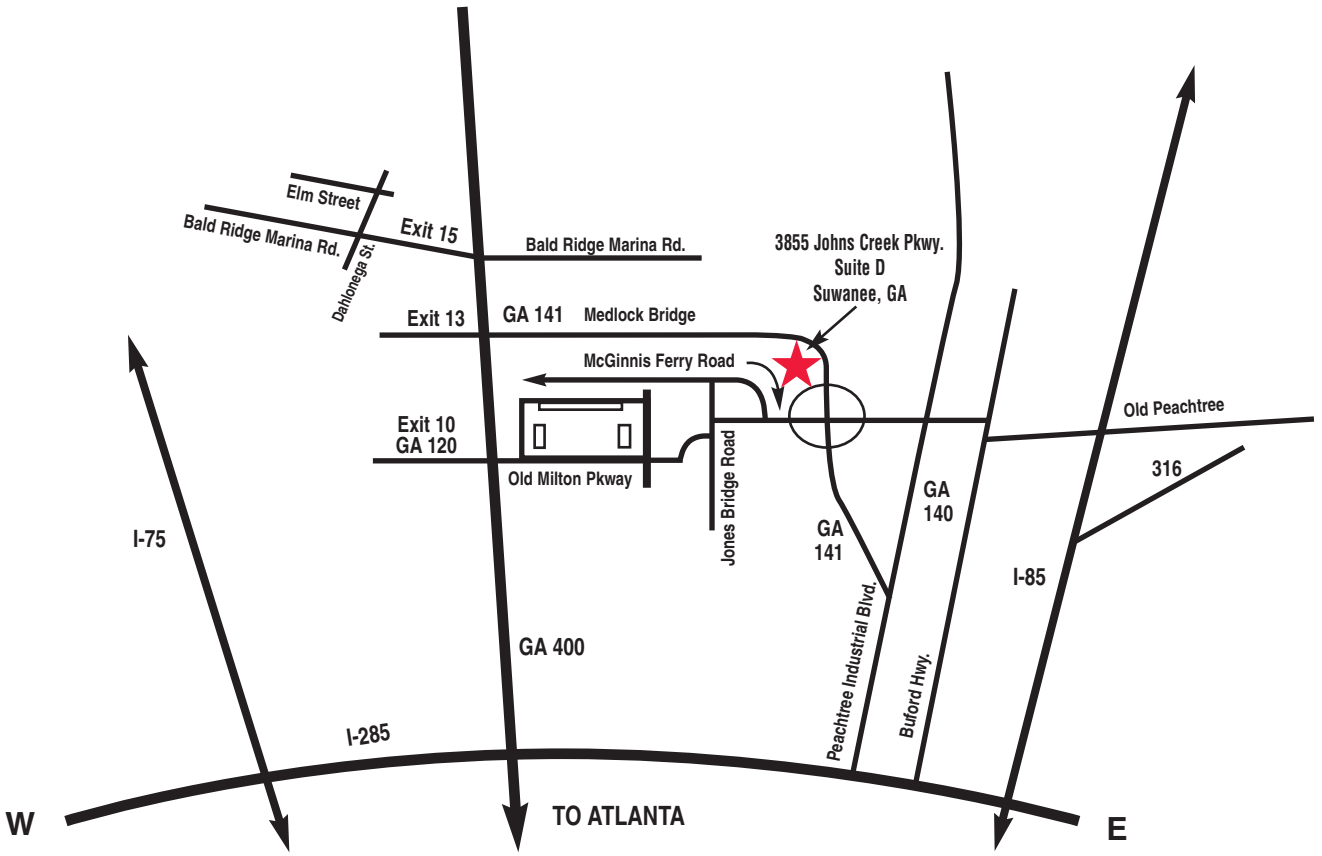 Elm Street
Bald Ridge Marina Rd.
Exit 15
Dahlonega St.
Bald Ridge Marina Rd.
3855 Johns Creek Pkwy.
Suite D
Suwanee, GA
Exit 13
GA 141
Medlock Bridge
McGinnis Ferry Road
Exit 10
GA 120
Old Milton Pkway
Jones Bridge Road
Old Peachtree
316
GA
140
GA
141
I-75
I-85
GA 400
Peachtree Industrial Blvd.
Buford Hwy.
I-285
W
TO ATLANTA
E